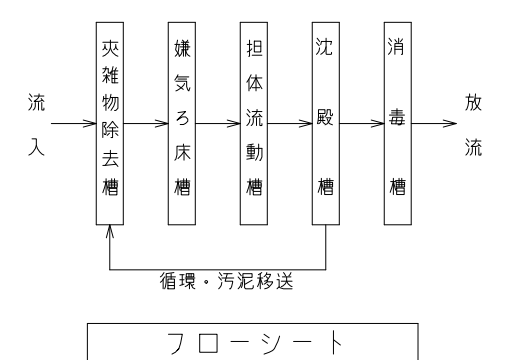 流入
夾雑物除去槽
嫌気ろ床槽
担体流動槽
沈殿槽
消毒槽
放流
循環・汚泥移送
フローシート